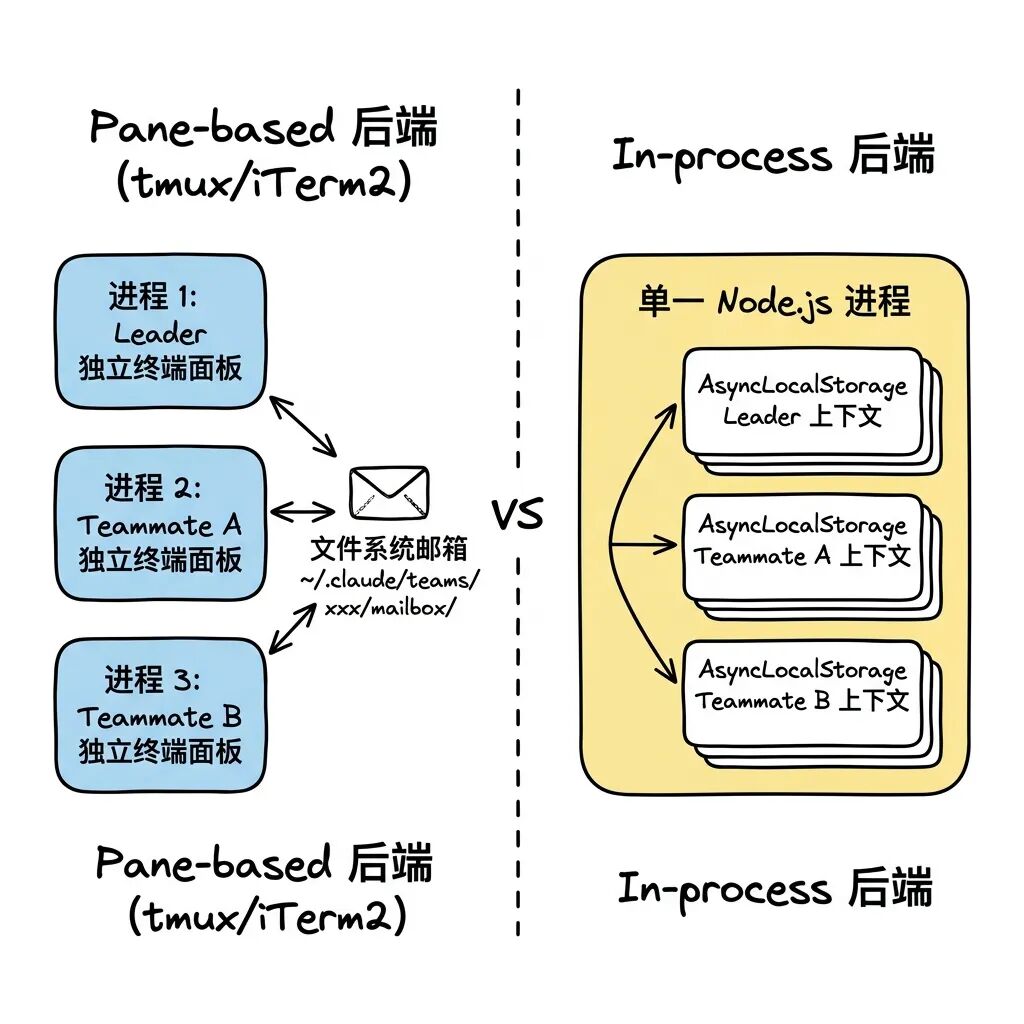 Pane-based 后端
(tmux/iTerm2)
进程 1:
Leader
独立终端面板
进程 2:
Teammate A
独立终端面板
进程 3:
Teammate B
独立终端面板
文件系统邮箱
~/.claude/teams/
xxx/mailbox/
Pane-based 后端
(tmux/iTerm2)
VS
In-process 后端
单一 Node.js 进程
AsyncLocalStorage
Leader 上下文
AsyncLocalStorage
Teammate A 上下文
AsyncLocalStorage
Teammate B 上下文
In-process 后端